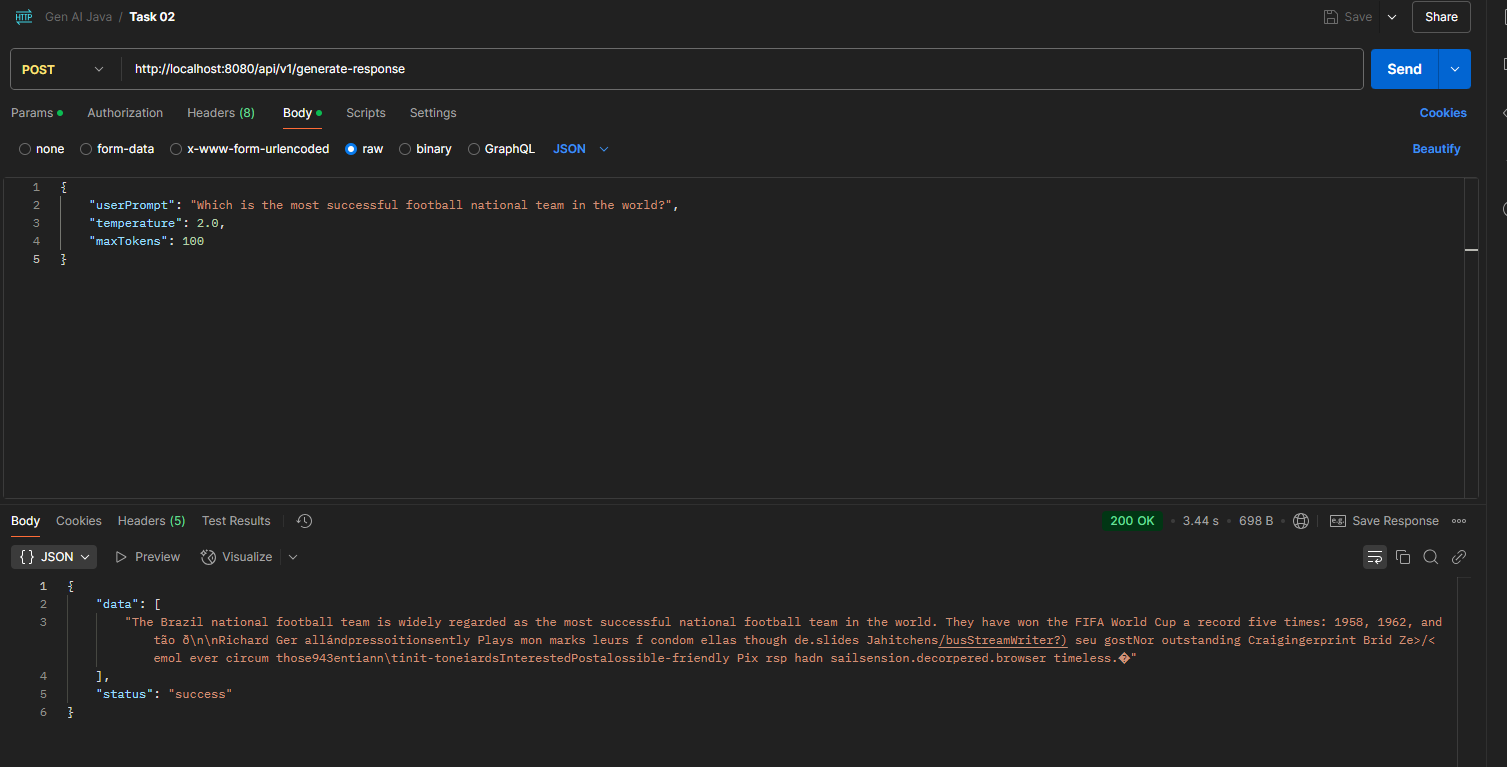 HTTP Gen AI Java / Task 02 Save Share
POST http://localhost:8080/api/v1/generate-response Send
Params Authorization Headers (8) Body Scripts Settings Cookies
none form-data x-www-form-urlencoded raw binary GraphQL JSON Beautify
1 {
2 "userPrompt": "Which is the most successful football national team in the world?",
3 "temperature": 2.0,
4 "maxTokens": 100
5 }
Body Cookies Headers (5) Test Results 200 OK • 3.44 s • 698 B • e.g. Save Response
{} JSON Preview Visualize
1 {
2 "data": [
3 "The Brazil national football team is widely regarded as the most successful national football team in the world. They have won the FIFA World Cup a record five times: 1958, 1962, and
tão ð\n\nRichard Ger allándpressoitionsently Plays mon marks leurs f condom ellas though de.slides Jahitchens/busStreamWriter?) seu gostNor outstanding Craigingerprint Brid Ze>/<
emol ever circum those943entiann\tinit-toneiardsInterestedPostalossible-friendly Pix rsp hadn sailsension.decorpered.browser timeless.�"
4 ],
5 "status": "success"
6 }